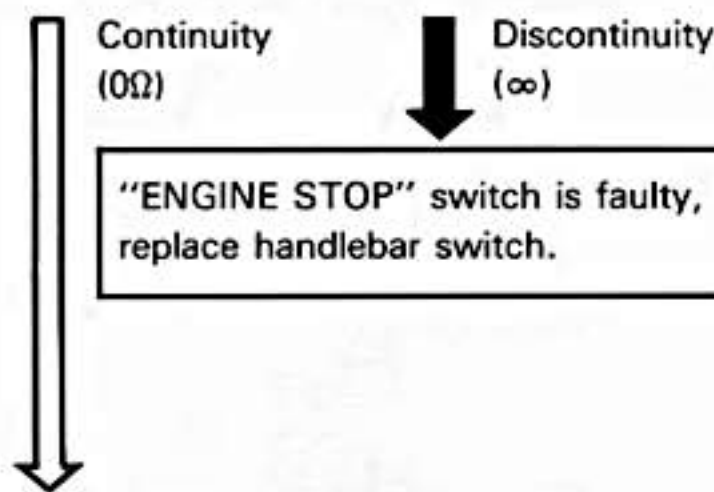 Continuity
(0Ω)
Discontinuity
(∞)
"ENGINE STOP" switch is faulty,
replace handlebar switch.